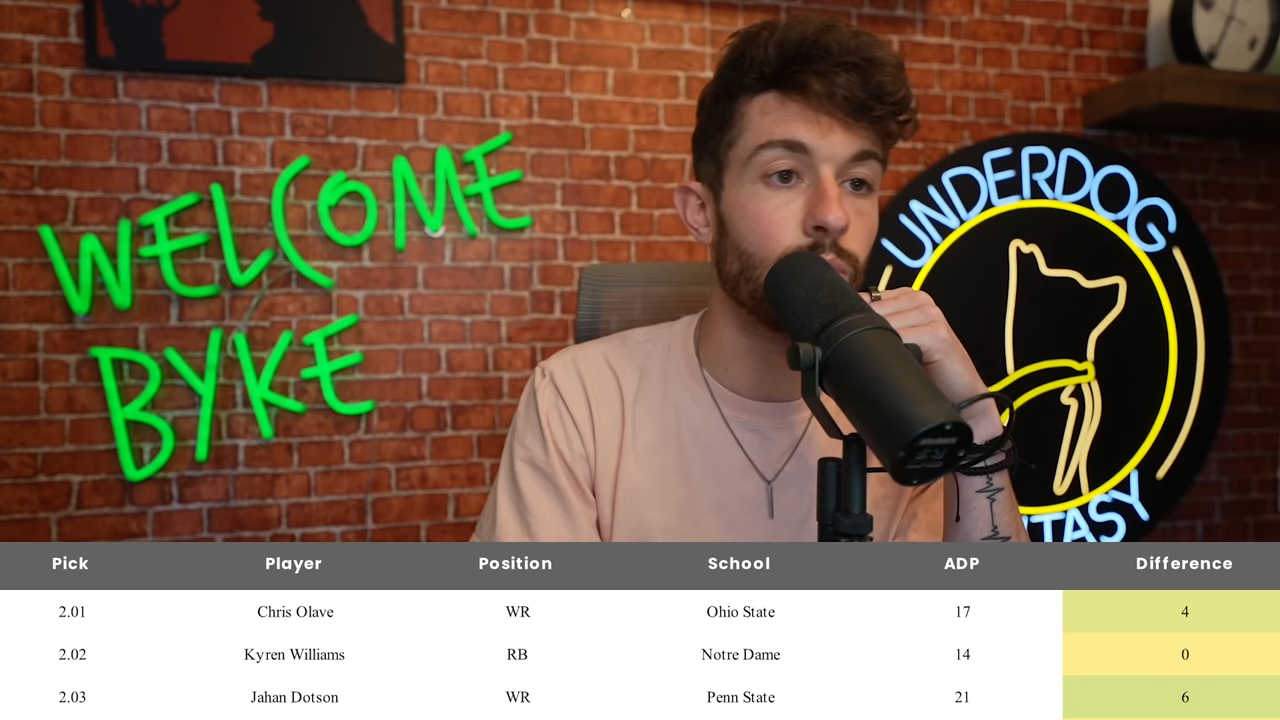 WELCOME
BYKE
UNDERDOG
TASY
Pick Player Position School ADP Difference
2.01 Chris Olave WR Ohio State 17 4
2.02 Kyren Williams RB Notre Dame 14 0
2.03 Jahan Dotson WR Penn State 21 6